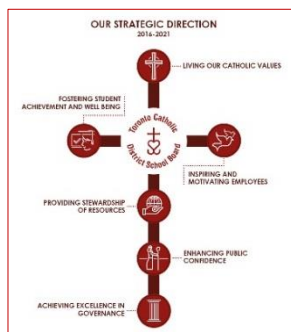 OUR STRATEGIC DIRECTION
2016-2021
LIVING OUR CATHOLIC VALUES
FOSTERING STUDENT
ACHIEVEMENT AND WELL BEING
Toronto Catholic
District School Board
INSPIRING AND
MOTIVATING EMPLOYEES
PROVIDING STEWARDSHIP
OF RESOURCES
ENHANCING PUBLIC
CONFIDENCE
ACHIEVING EXCELLENCE IN
GOVERNANCE